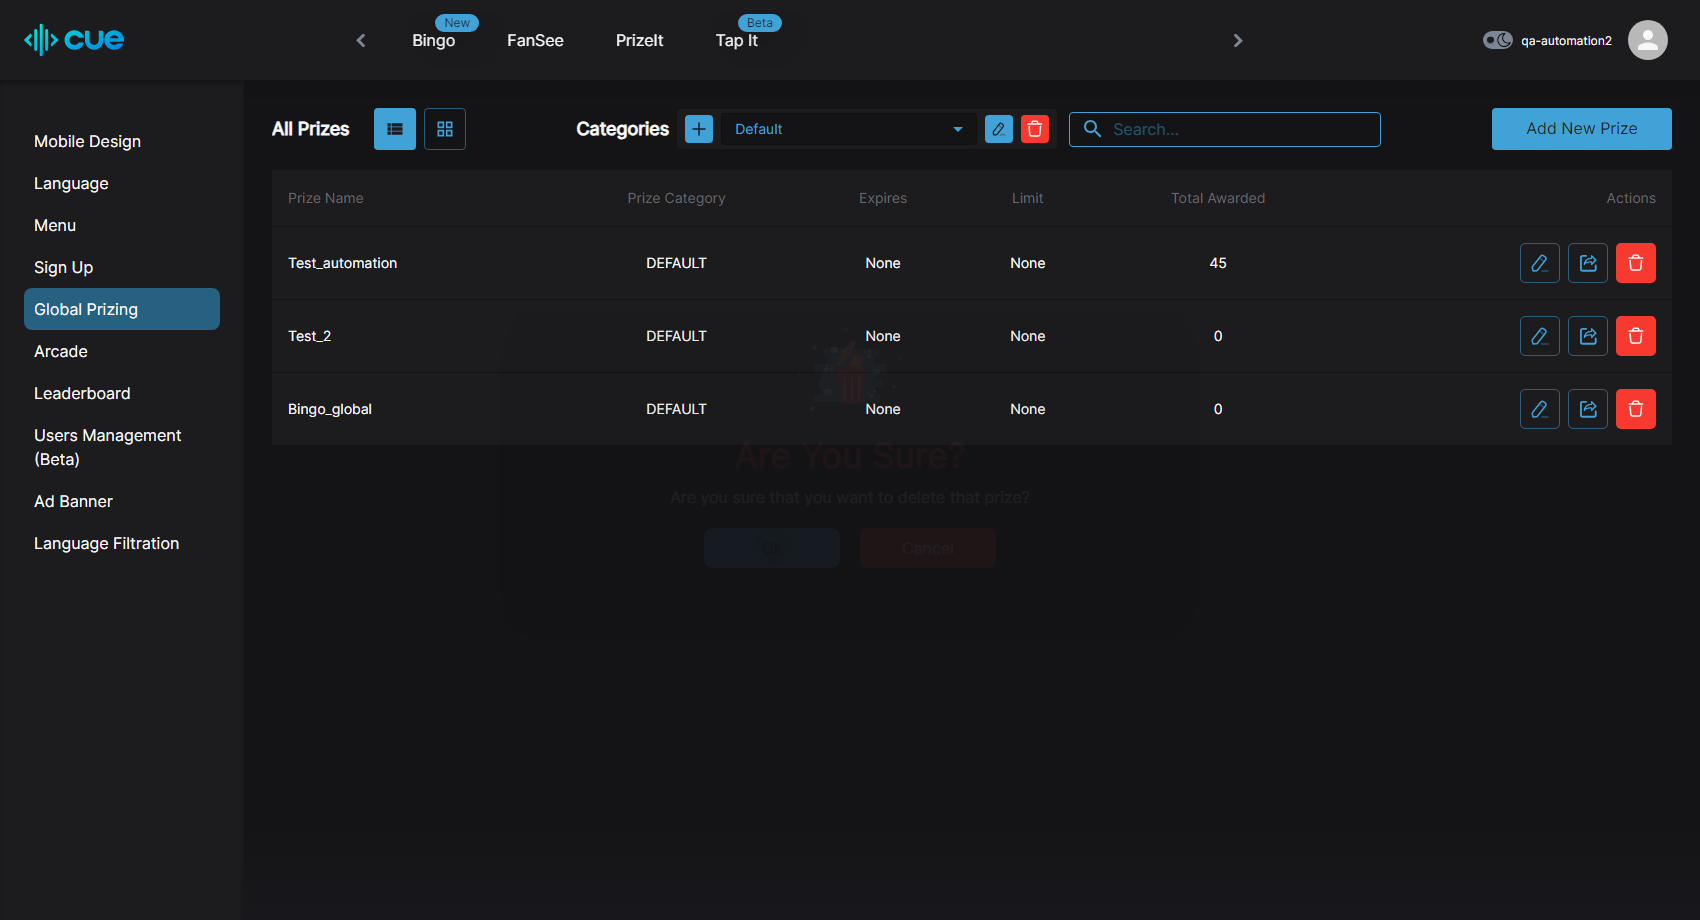 cue
Bingo New
FanSee
PrizeIt
Tap It Beta
qa-automation2
Mobile Design
Language
Menu
Sign Up
Global Prizing
Arcade
Leaderboard
Users Management
(Beta)
Ad Banner
Language Filtration
All Prizes
Categories
Default
Search...
Add New Prize
Prize Name Prize Category Expires Limit Total Awarded Actions
Test_automation DEFAULT None None 45
Test_2 DEFAULT None None 0
Bingo_global DEFAULT None None 0
Are You Sure?
Are you sure that you want to delete that prize?
Cancel